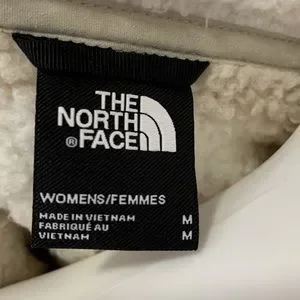 THE
NORTH
® FACE
WOMENS/FEMMES
MADE IN VIETNAM M
FABRIQUÉ AU
VIETNAM M